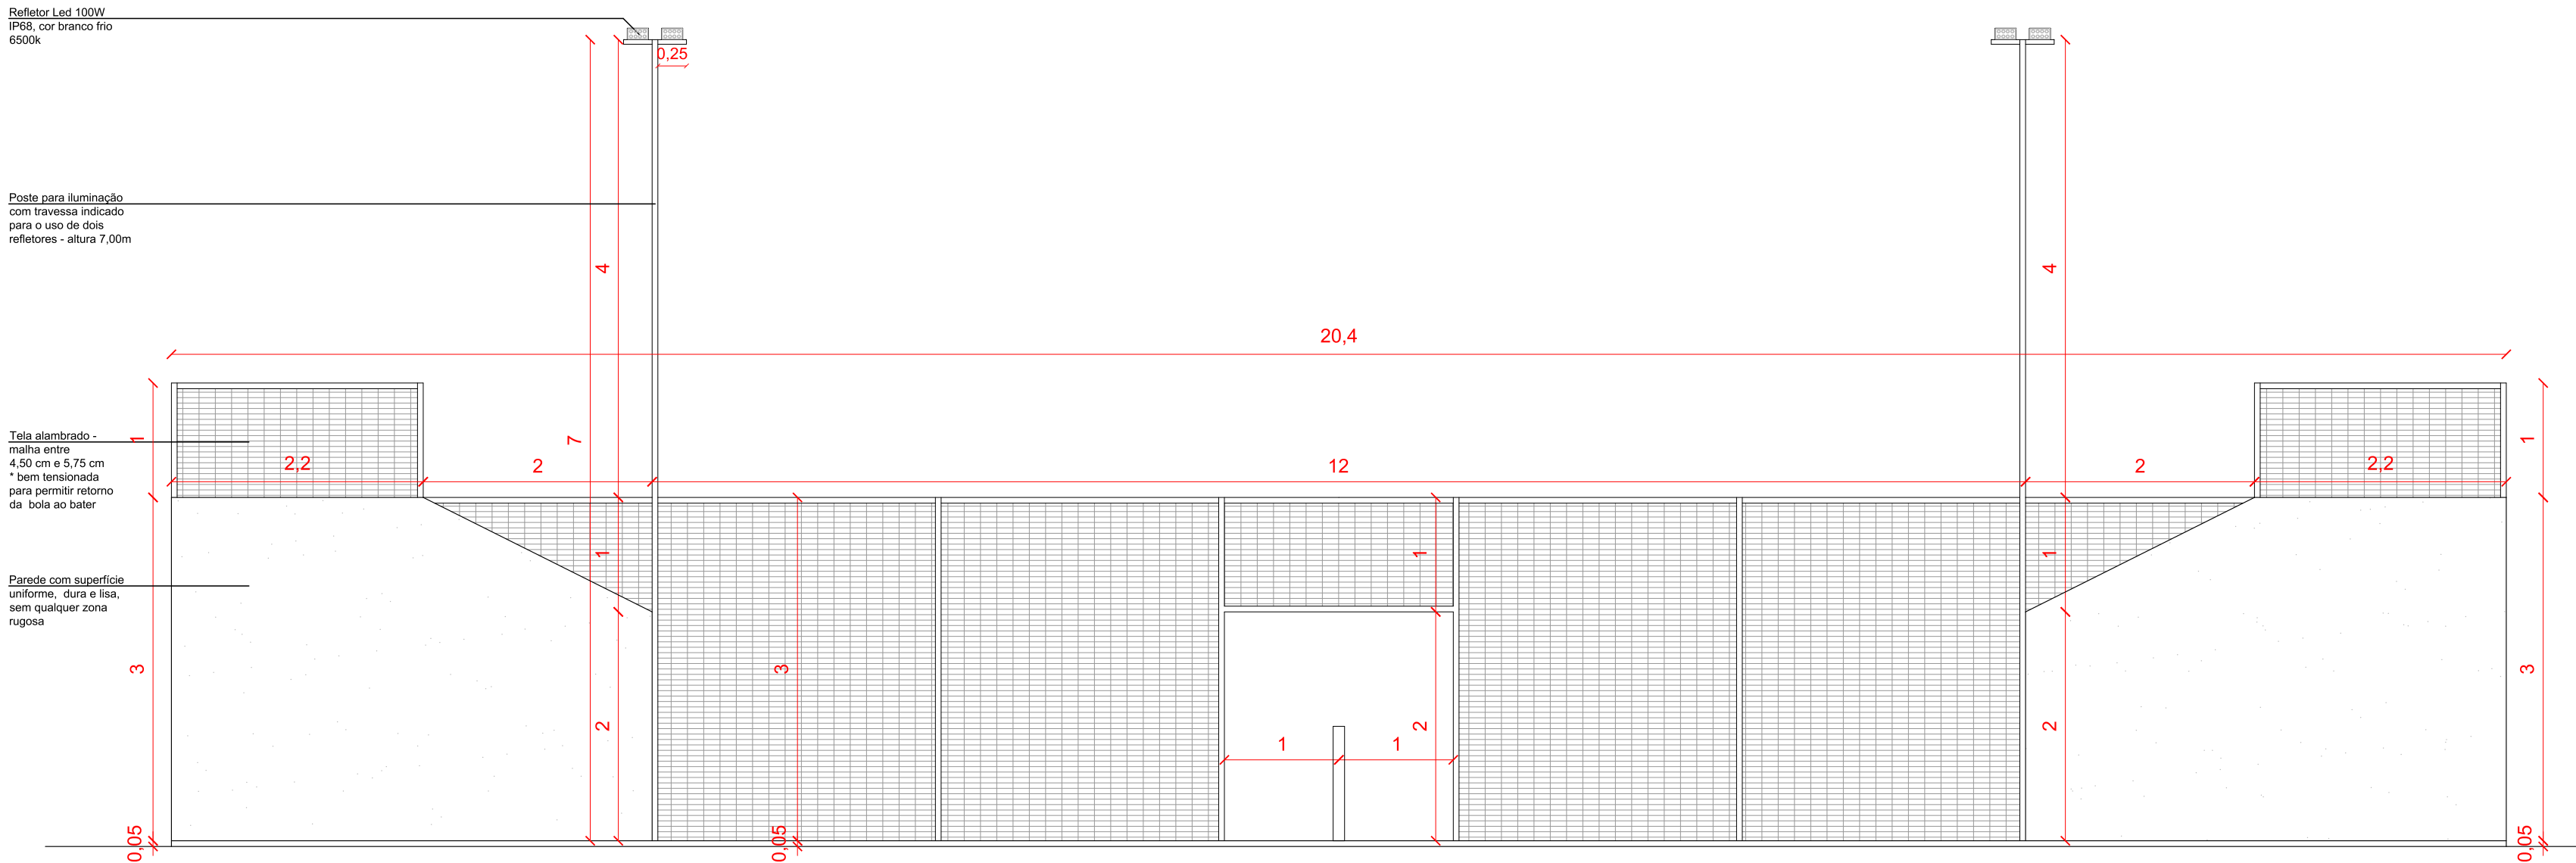 Refletor Led 100W
IP68, cor branco frio
6500k
0,25
Poste para iluminação
com travessa indicado
para o uso de dois
refletores - altura 7,00m
4
4
20,4
Tela alambrado -
malha entre
4,50 cm e 5,75 cm
* bem tensionada
para permitir retorno
da bola ao bater
1
7
1
2,2
2
12
2
2,2
1
1
1
Parede com superfície
uniforme, dura e lisa,
sem qualquer zona
rugosa
3
3
3
2
2
2
1
1
0,05
0,05
0,05